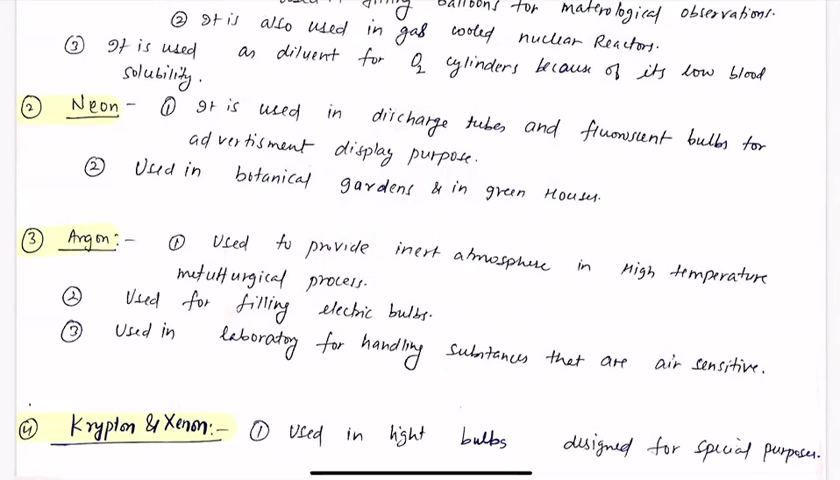 balloons for materological observations.
② It is also used in gas cooled nuclear Reactors.
③ It is used as diluent for O2 cylinders because of its low blood
solubility.
② Neon - ① It is used in discharge tubes and fluorescent bulbs for
advertisment display purpose.
② Used in botanical gardens & in green Houses.
③ Argon:- ① Used to provide inert atmosphere in High temperature
metullurgical process.
② Used for filling electric bulbs.
③ Used in laboratory for handling substances that are air sensitive.
④ Krypton & Xenon:- ① Used in light bulbs designed for special purposes.